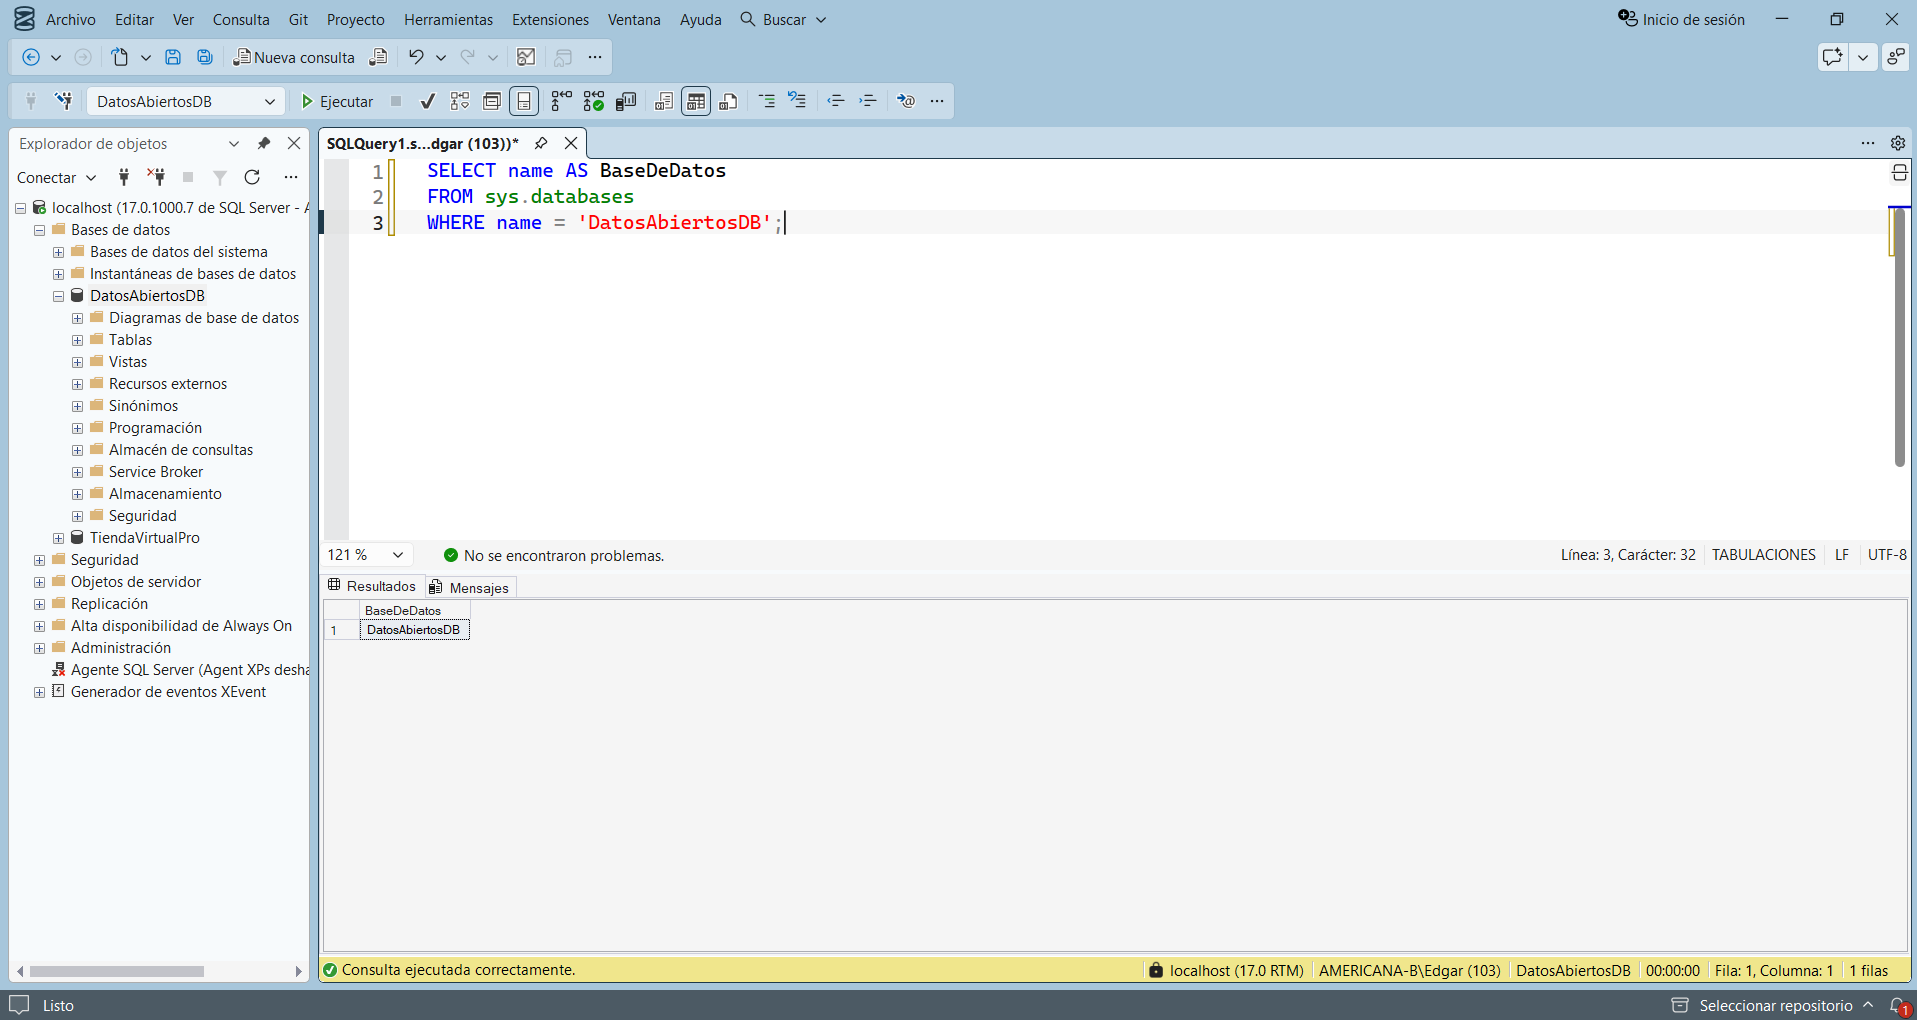 Archivo Editar Ver Consulta Git Proyecto Herramientas Extensiones Ventana Ayuda Buscar Inicio de sesión
Nueva consulta
DatosAbiertosDB Ejecutar
Explorador de objetos
Conectar
localhost (17.0.1000.7 de SQL Server - A
Bases de datos
Bases de datos del sistema
Instantáneas de bases de datos
DatosAbiertosDB
Diagramas de base de datos
Tablas
Vistas
Recursos externos
Sinónimos
Programación
Almacén de consultas
Service Broker
Almacenamiento
Seguridad
TiendaVirtualPro
Seguridad
Objetos de servidor
Replicación
Alta disponibilidad de Always On
Administración
Agente SQL Server (Agent XPs desha
Generador de eventos XEvent
SQLQuery1.s...dgar (103))*
1 SELECT name AS BaseDeDatos
2 FROM sys.databases
3 WHERE name = 'DatosAbiertosDB';
121 % No se encontraron problemas. Línea: 3, Carácter: 32 TABULACIONES LF UTF-8
Resultados Mensajes
BaseDeDatos
1 DatosAbiertosDB
Consulta ejecutada correctamente. localhost (17.0 RTM) AMERICANA-B\Edgar (103) DatosAbiertosDB 00:00:00 Fila: 1, Columna: 1 1 filas
Listo Seleccionar repositorio 1